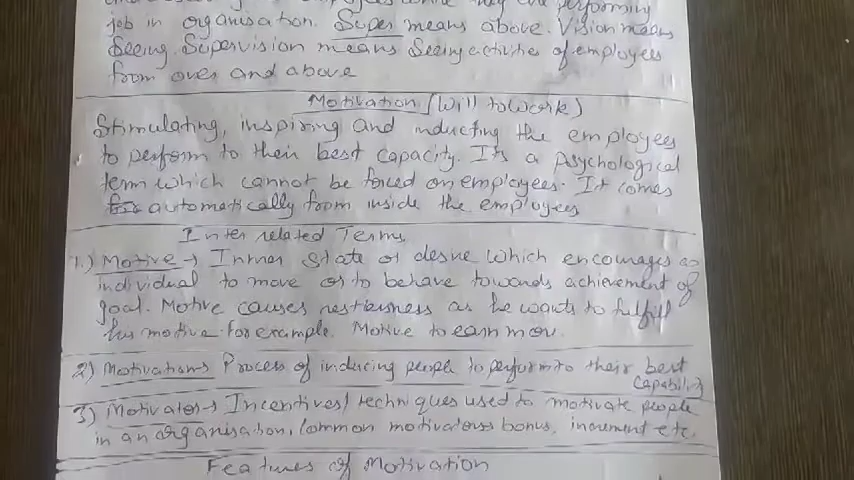 performing
job in organisation. Super means above. Vision means
Seeing. Supervision means Seeing activities of employees
from over and above
Motivation (Will to work)
Stimulating, inspiring and inducting the employees
to perform to their best capacity. Its a psychological
term which cannot be forced on employees. It comes
automatically from inside the employees
Inter related Terms
1.) Motive → Inner State or desire which encourages an
individual to move or to behave towards achievement of
goal. Motive causes restlessness as he wants to fulfill
his motive. For example. Motive to earn
2) Motivation → Process of inducing people to perform to their best
Capability
3) Motivator → Incentives/techniques used to motivate people
in an organisation. Common motivators bonus, increment etc.
Features of Motivation